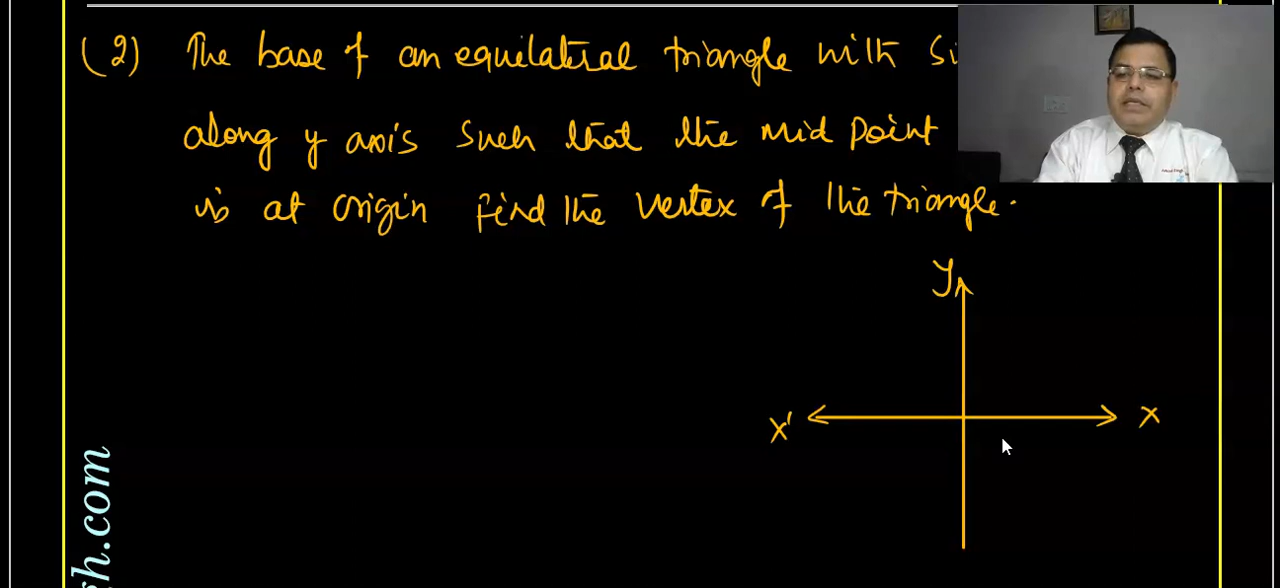 (2) The base of an equilateral triangle with
along y axis such that the mid point
is at origin find the vertex of the triangle.
y
x' x
sh.com